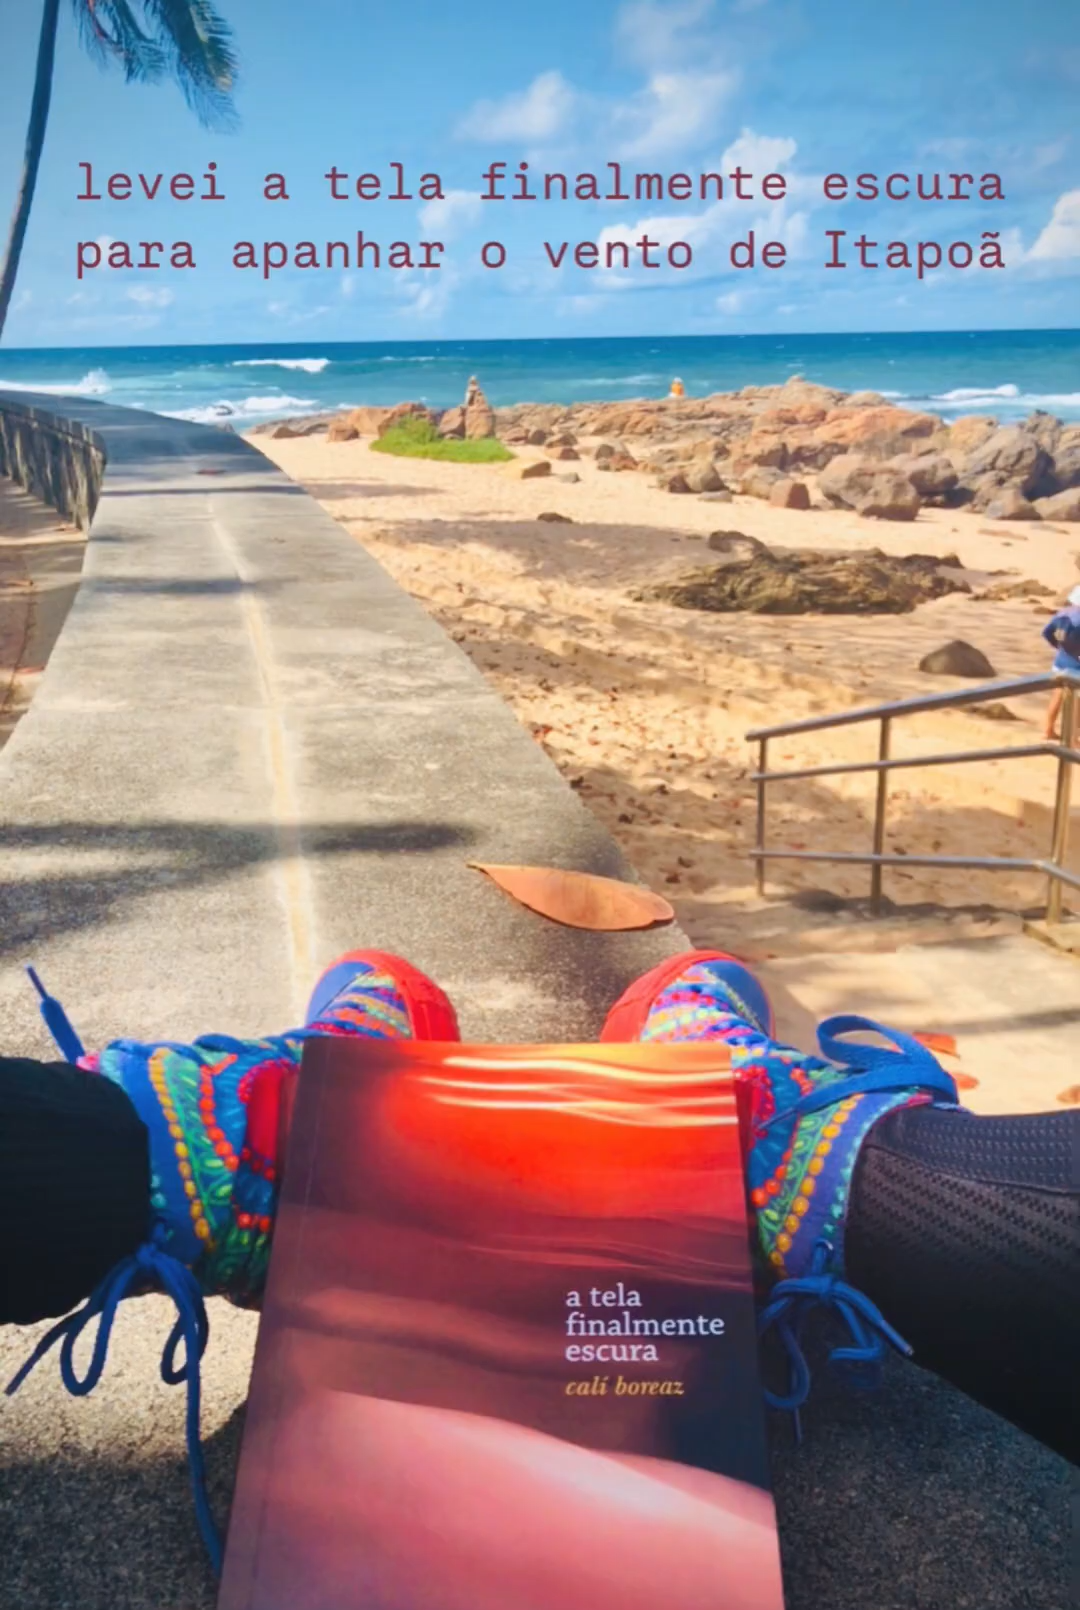 levei a tela finalmente escura
para apanhar o vento de Itapoã
a tela
finalmente
escura
calí boreaz